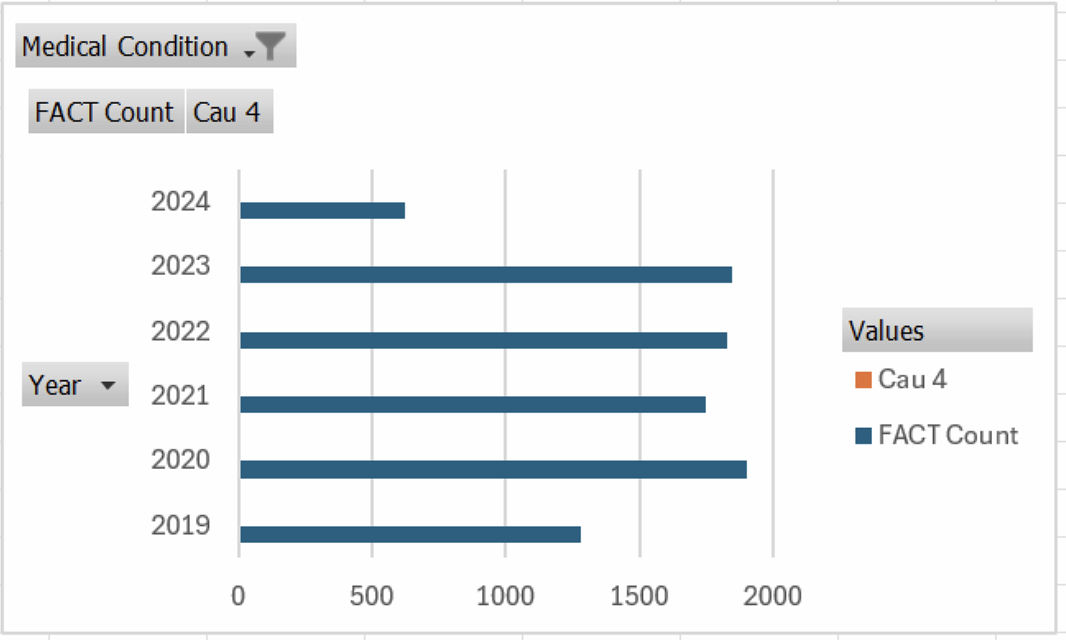 Medical Condition
FACT Count Cau 4
2024
2023
2022
2021
2020
2019
Year
0 500 1000 1500 2000
Values
Cau 4
FACT Count